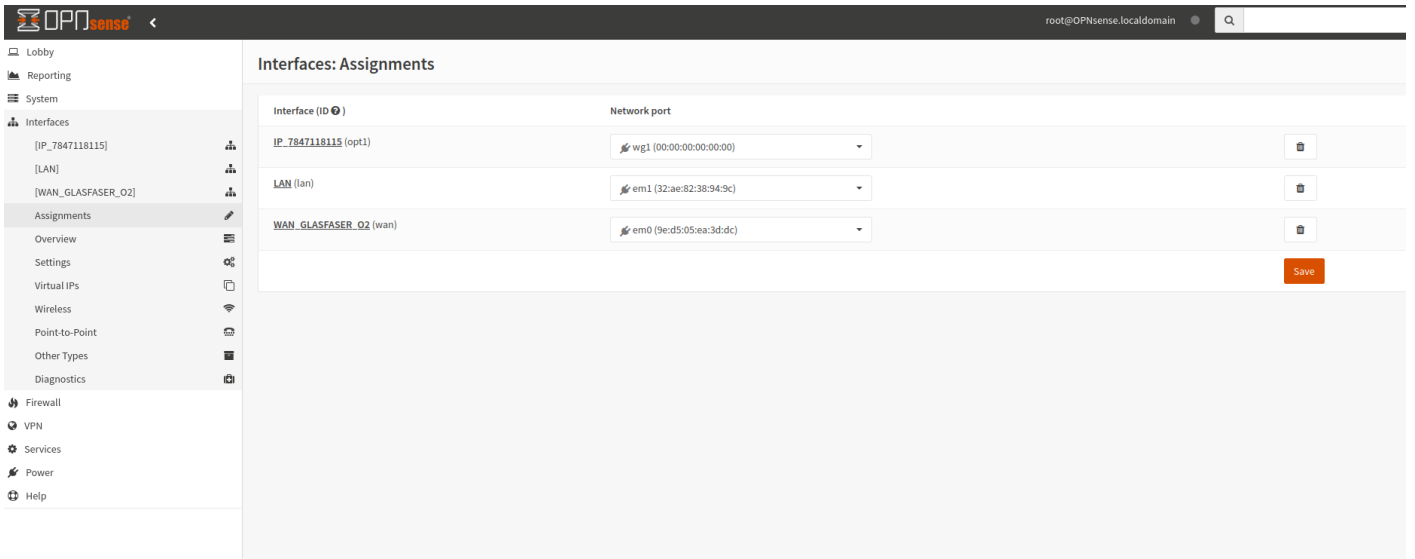 OPNsense
root@OPNsense.localdomain
Lobby
Reporting
System
Interfaces
[IP_7847118115]
[LAN]
[WAN_GLASFASER_O2]
Assignments
Overview
Settings
Virtual IPs
Wireless
Point-to-Point
Other Types
Diagnostics
Firewall
VPN
Services
Power
Help
Interfaces: Assignments
Interface (ID ) Network port
IP_7847118115 (opt1) wg1 (00:00:00:00:00:00)
LAN (lan) em1 (32:ae:82:38:94:9c)
WAN_GLASFASER_O2 (wan) em0 (9e:d5:05:ea:3d:dc)
Save